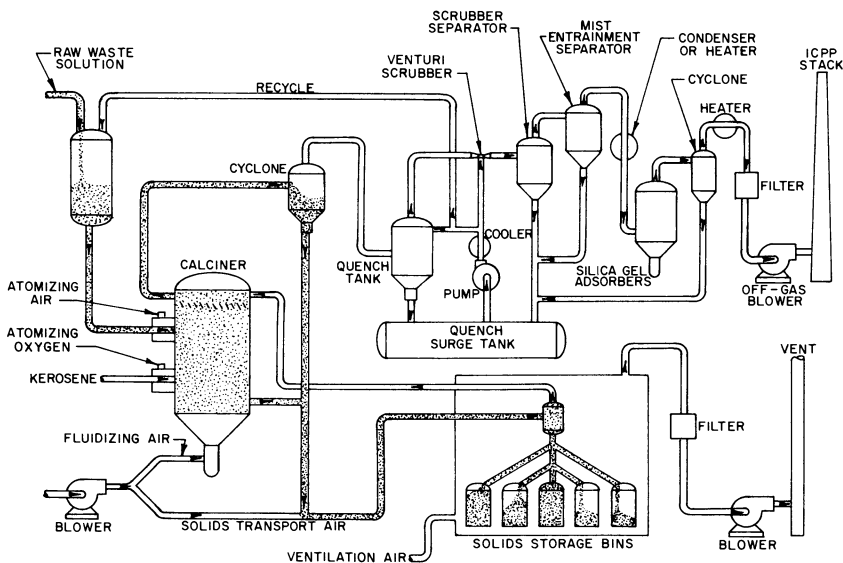 SCRUBBER
SEPARATOR
MIST
ENTRAINMENT
SEPARATOR
CONDENSER
OR HEATER
ICPP
STACK
RAW WASTE
SOLUTION
VENTURI
SCRUBBER
CYCLONE
RECYCLE
HEATER
CYCLONE
FILTER
COOLER
CALCINER
QUENCH
TANK
PUMP
SILICA GEL
ADSORBERS
OFF-GAS
BLOWER
ATOMIZING
AIR
ATOMIZING
OXYGEN
QUENCH
SURGE TANK
VENT
KEROSENE
FILTER
FLUIDIZING AIR
BLOWER
SOLIDS TRANSPORT AIR
SOLIDS STORAGE BINS
BLOWER
VENTILATION AIR